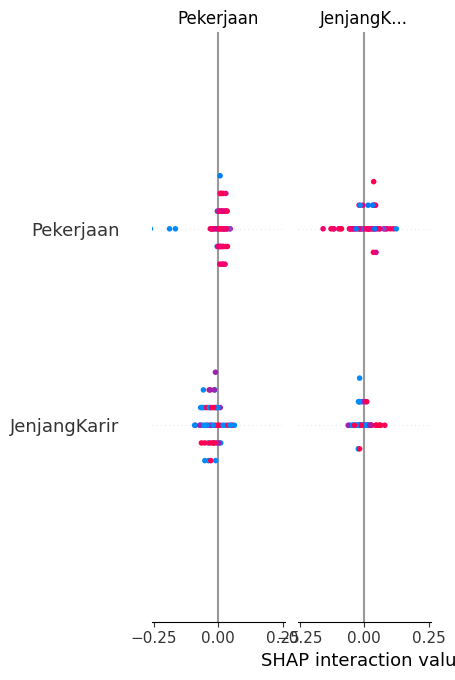 Pekerjaan JenjangK...
Pekerjaan
JenjangKarir
−0.25 0.00 0.25 −0.25 0.00 0.25
SHAP interaction valu